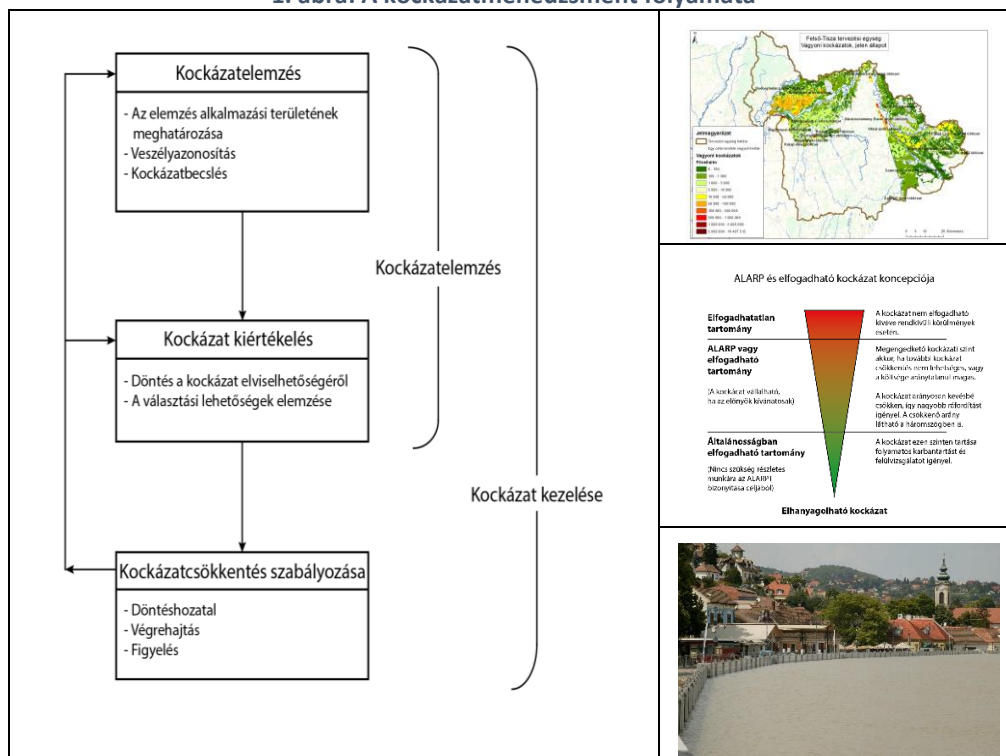 1. ábra: A kockázatmenedzsment folyamata
Kockázatelemzés
- Az elemzés alkalmazási területének
meghatározása
- Veszélyazonosítás
- Kockázatbecslés
Kockázatelemzés
Kockázat kiértékelés
- Döntés a kockázat elviselhetőségéről
- A választási lehetőségek elemzése
Kockázat kezelése
Kockázatcsökkentés szabályozása
- Döntéshozatal
- Végrehajtás
- Figyelés
Felső-Tisza tervezési egység
Vagyoni kockázatok, jelen állapot
Jelmagyarázat
Vagyoni kockázatok
ALARP és elfogadható kockázat koncepciója
Elfogadhatatlan
tartomány
A kockázat nem elfogadható
kivéve rendkívüli körülmények
esetén.
ALARP vagy
elfogadható
tartomány
(A kockázat vállalható,
ha az előnyök kívánatosak)
Megengedhető kockázati szint
akkor, ha további kockázat
csökkentés nem lehetséges, vagy
a költsége aránytalanul magas.
A kockázat arányosan kevésbé
csökken, így nagyobb ráfordítást
igényel. A csökkenő arány
látható a háromszögben is.
Általánosságban
elfogadható tartomány
(Nincs szükség részletes
munkára az ALARP
bizonyítása céljából)
A kockázat ezen szinten tartása
folyamatos karbantartást és
felülvizsgálatot igényel.
Elhanyagolható kockázat